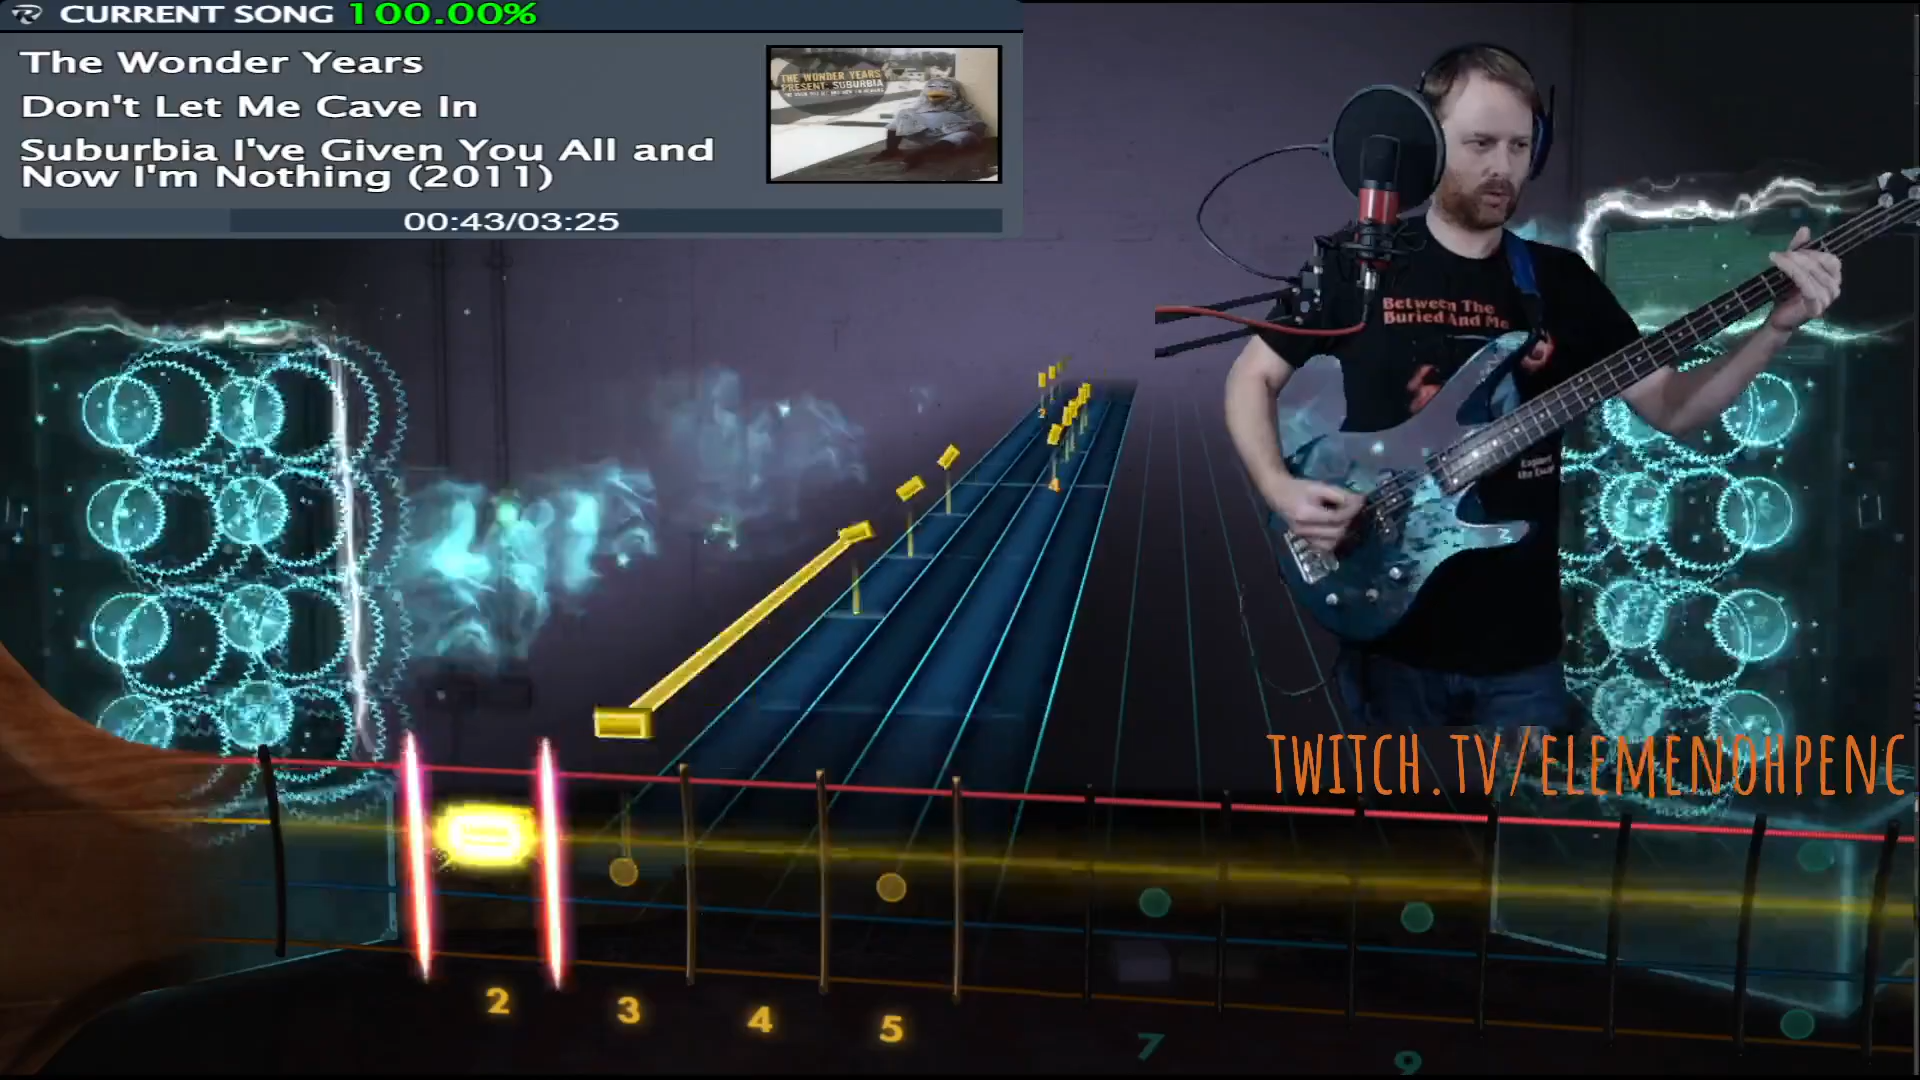 CURRENT SONG 100.00%
The Wonder Years
Don't Let Me Cave In
Suburbia I've Given You All and
Now I'm Nothing (2011)
00:43/03:25
THE WONDER YEARS
PRESENT: SUBURBIA
Between The
Buried And Me
TWITCH.TV/ELEMENOHPENC
2
4
2 3 4 5 7 9